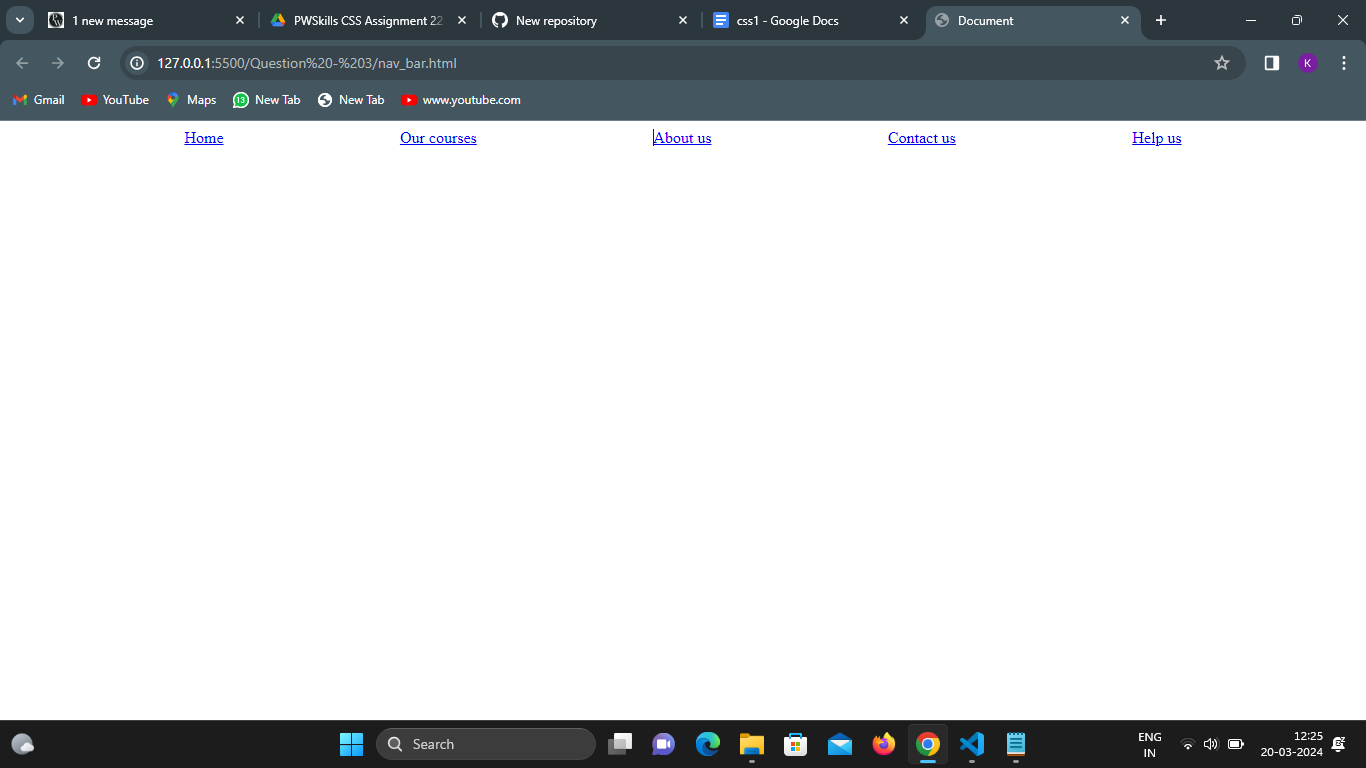 1 new message
PWSkills CSS Assignment 22
New repository
css1 - Google Docs
Document
127.0.0.1:5500/Question%20-%203/nav_bar.html
K
Gmail
YouTube
Maps
13
New Tab
New Tab
www.youtube.com
Home
Our courses
About us
Contact us
Help us
Search
ENG
IN
12:25
20-03-2024